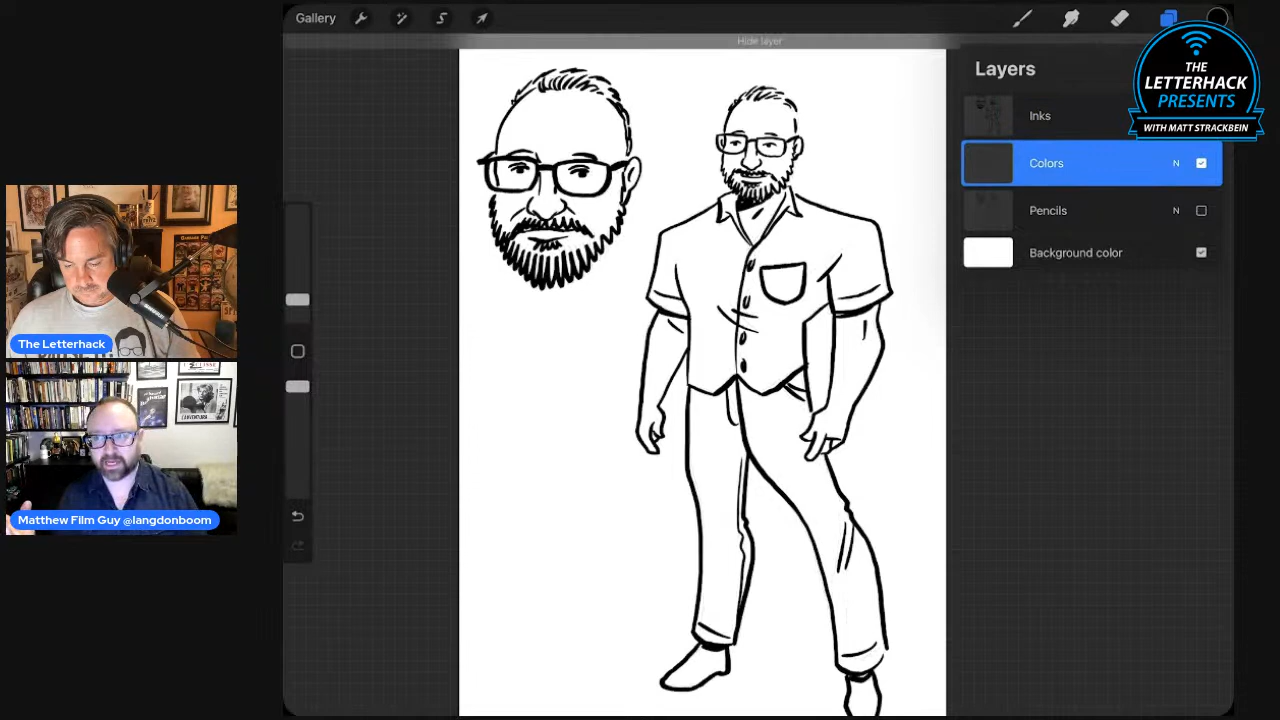 Gallery
Hide layer
Layers
Inks
Colors
N
Pencils
N
Background color
THE
LETTERHACK
PRESENTS
WITH MATT STRACKBEIN
The Letterhack
Matthew Film Guy @langdonboom